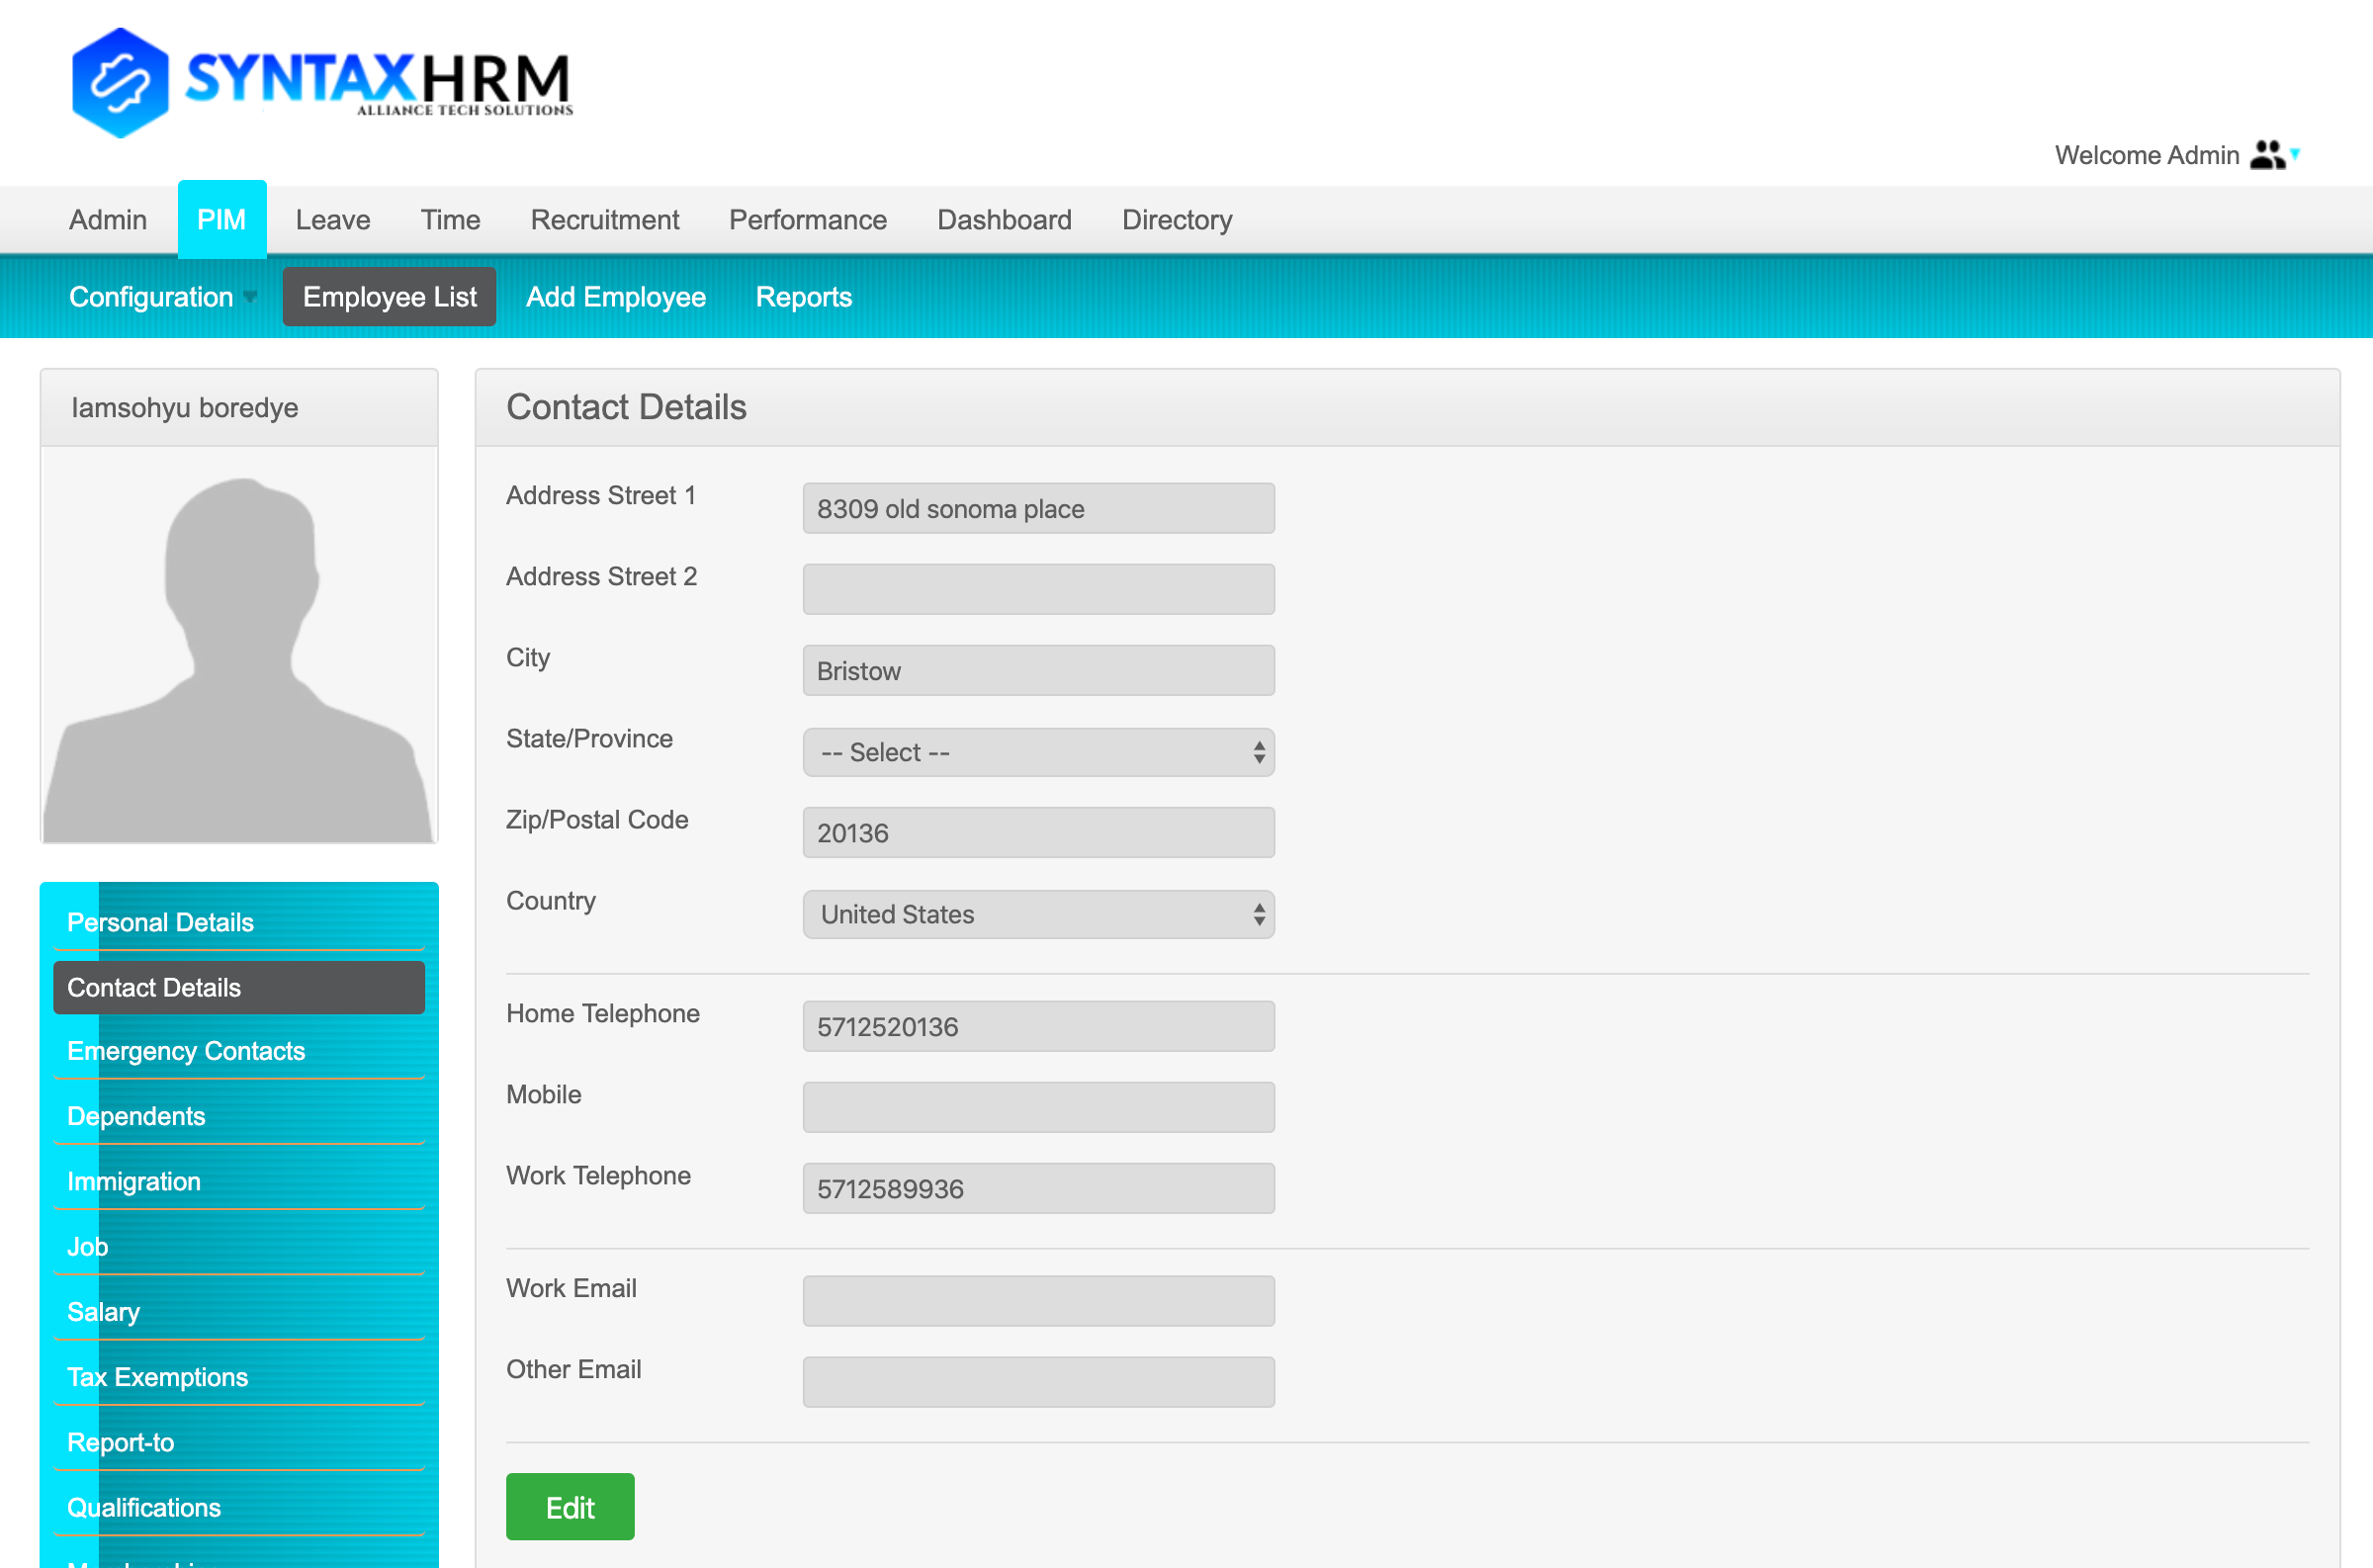 SYNTAXHRM
ALLIANCE TECH SOLUTIONS
Welcome Admin
Admin PIM Leave Time Recruitment Performance Dashboard Directory
Configuration Employee List Add Employee Reports
lamsohyu boredye
Personal Details
Contact Details
Emergency Contacts
Dependents
Immigration
Job
Salary
Tax Exemptions
Report-to
Qualifications
Contact Details
Address Street 1 8309 old sonoma place
Address Street 2
City Bristow
State/Province -- Select --
Zip/Postal Code 20136
Country United States
Home Telephone 5712520136
Mobile
Work Telephone 5712589936
Work Email
Other Email
Edit